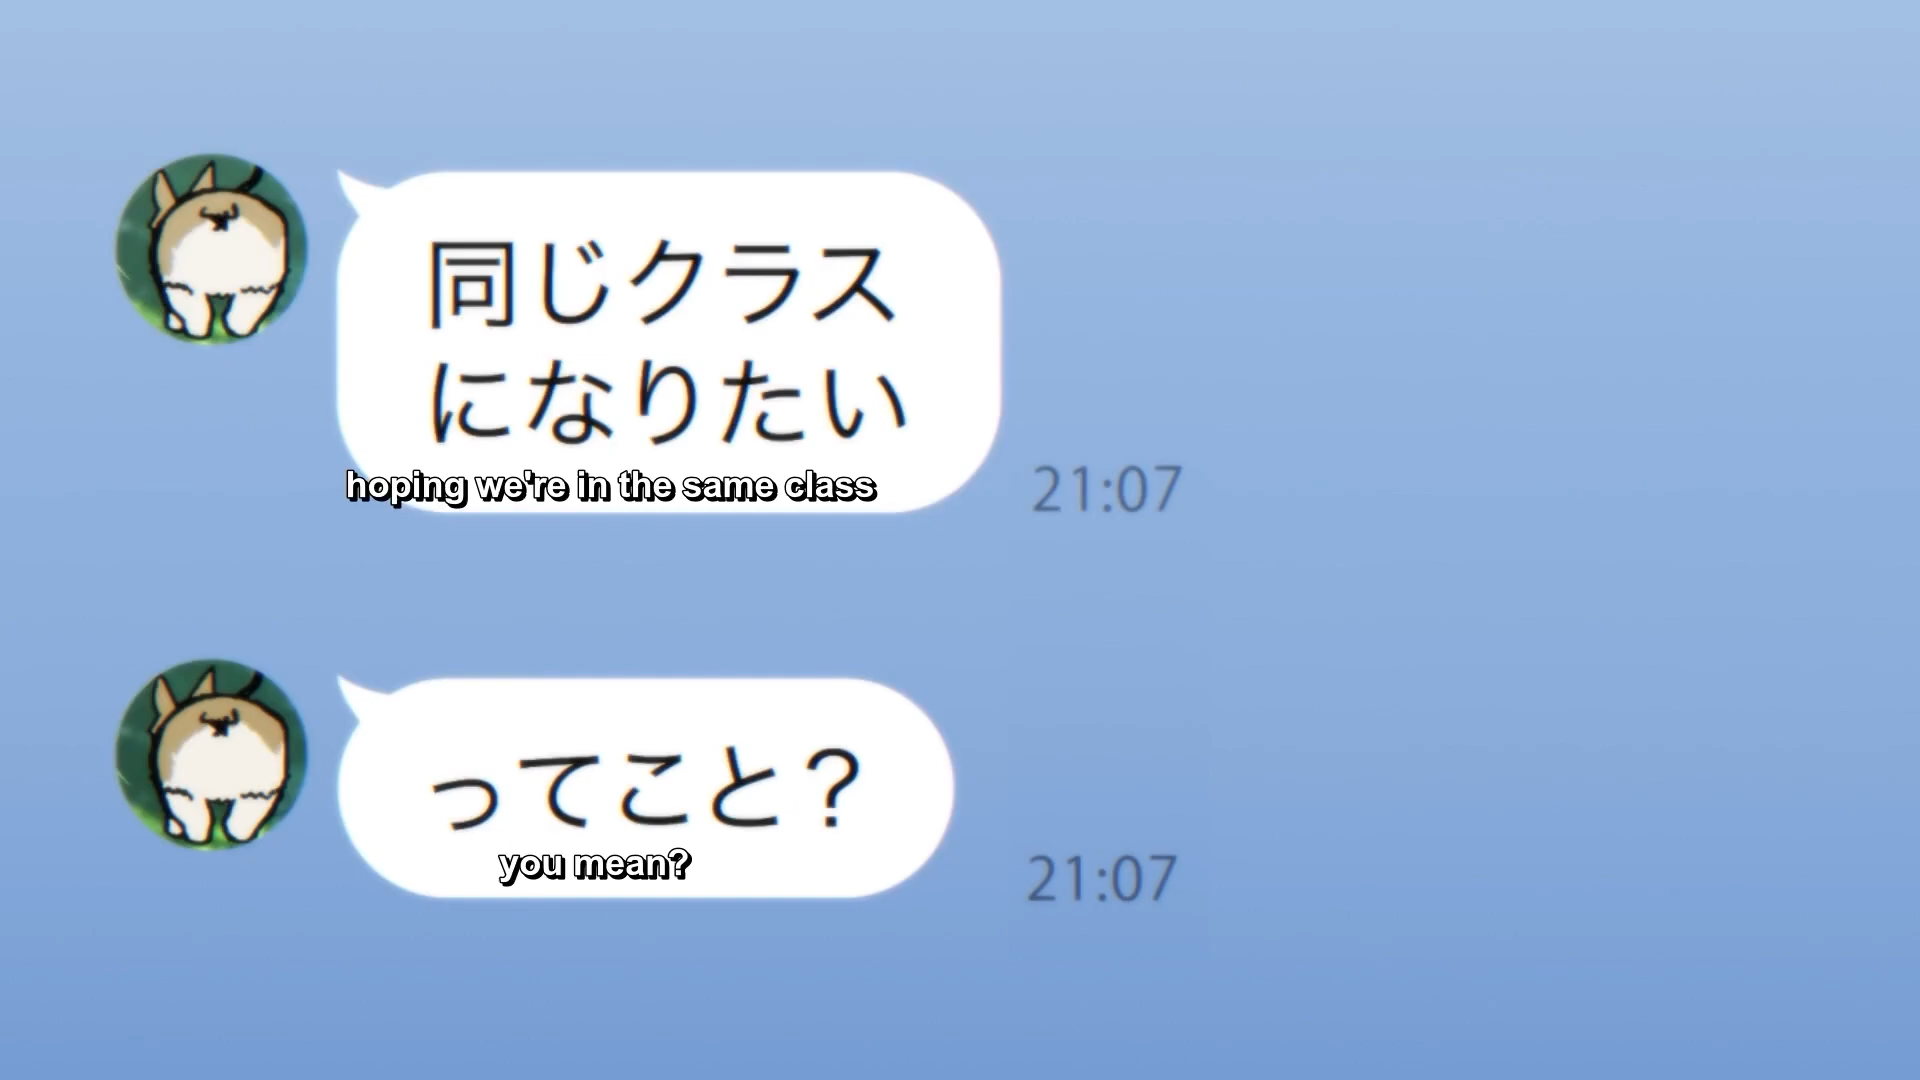 同じクラス
になりたい
hoping we're in the same class
21:07
ってこと？
you mean?
21:07